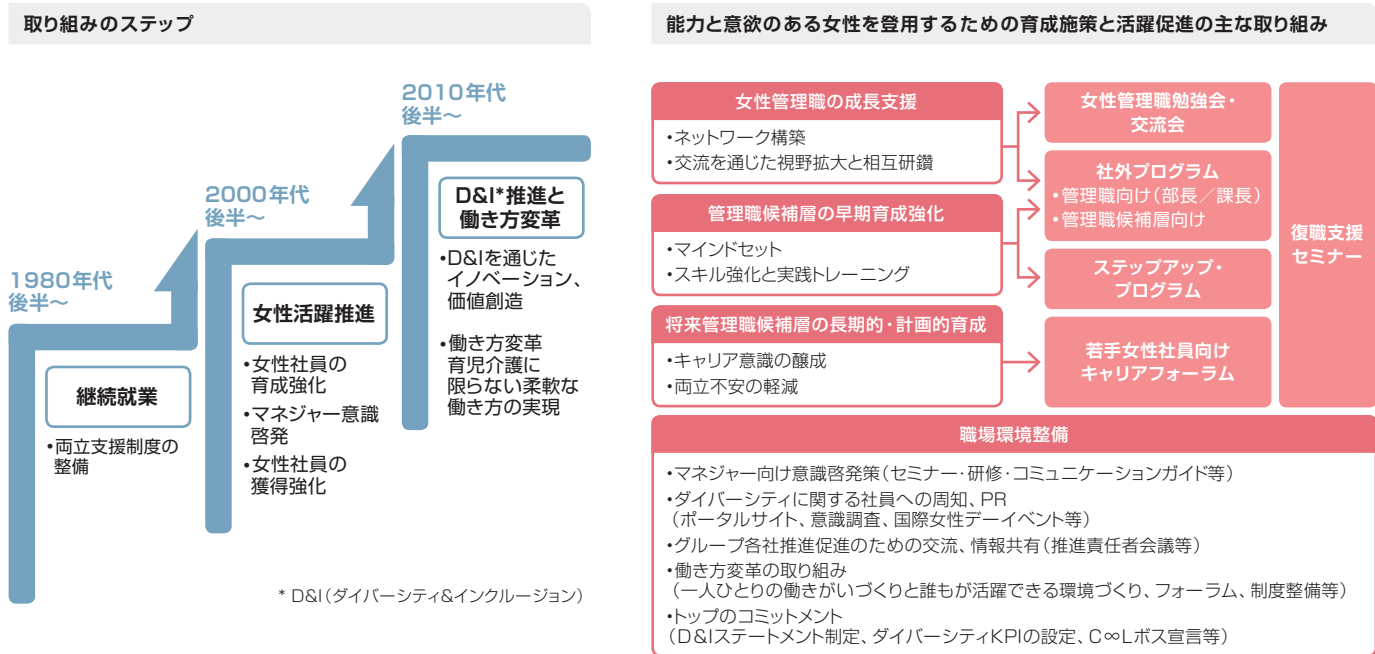 取り組みのステップ
1980年代
後半〜
継続就業
・両立支援制度の
整備
2000年代
後半〜
女性活躍推進
・女性社員の
育成強化
・マネジャー意識
啓発
・女性社員の
獲得強化
2010年代
後半〜
D&I*推進と
働き方変革
・D&Iを通じた
イノベーション、
価値創造
・働き方変革
育児介護に
限らない柔軟な
働き方の実現
* D&I（ダイバーシティ&インクルージョン）
能力と意欲のある女性を登用するための育成施策と活躍促進の主な取り組み
女性管理職の成長支援
・ネットワーク構築
・交流を通じた視野拡大と相互研鑽
管理職候補層の早期育成強化
・マインドセット
・スキル強化と実践トレーニング
将来管理職候補層の長期的・計画的育成
・キャリア意識の醸成
・両立不安の軽減
女性管理職勉強会・
交流会
社外プログラム
・管理職向け（部長／課長）
・管理職候補層向け
ステップアップ・
プログラム
若手女性社員向け
キャリアフォーラム
復職支援
セミナー
職場環境整備
・マネジャー向け意識啓発策（セミナー・研修・コミュニケーションガイド等）
・ダイバーシティに関する社員への周知、PR
（ポータルサイト、意識調査、国際女性デーイベント等）
・グループ各社推進促進のための交流、情報共有（推進責任者会議等）
・働き方変革の取り組み
（一人ひとりの働きがいづくりと誰もが活躍できる環境づくり、フォーラム、制度整備等）
・トップのコミットメント
（D&Iステートメント制定、ダイバーシティKPIの設定、C∞Lボス宣言等）